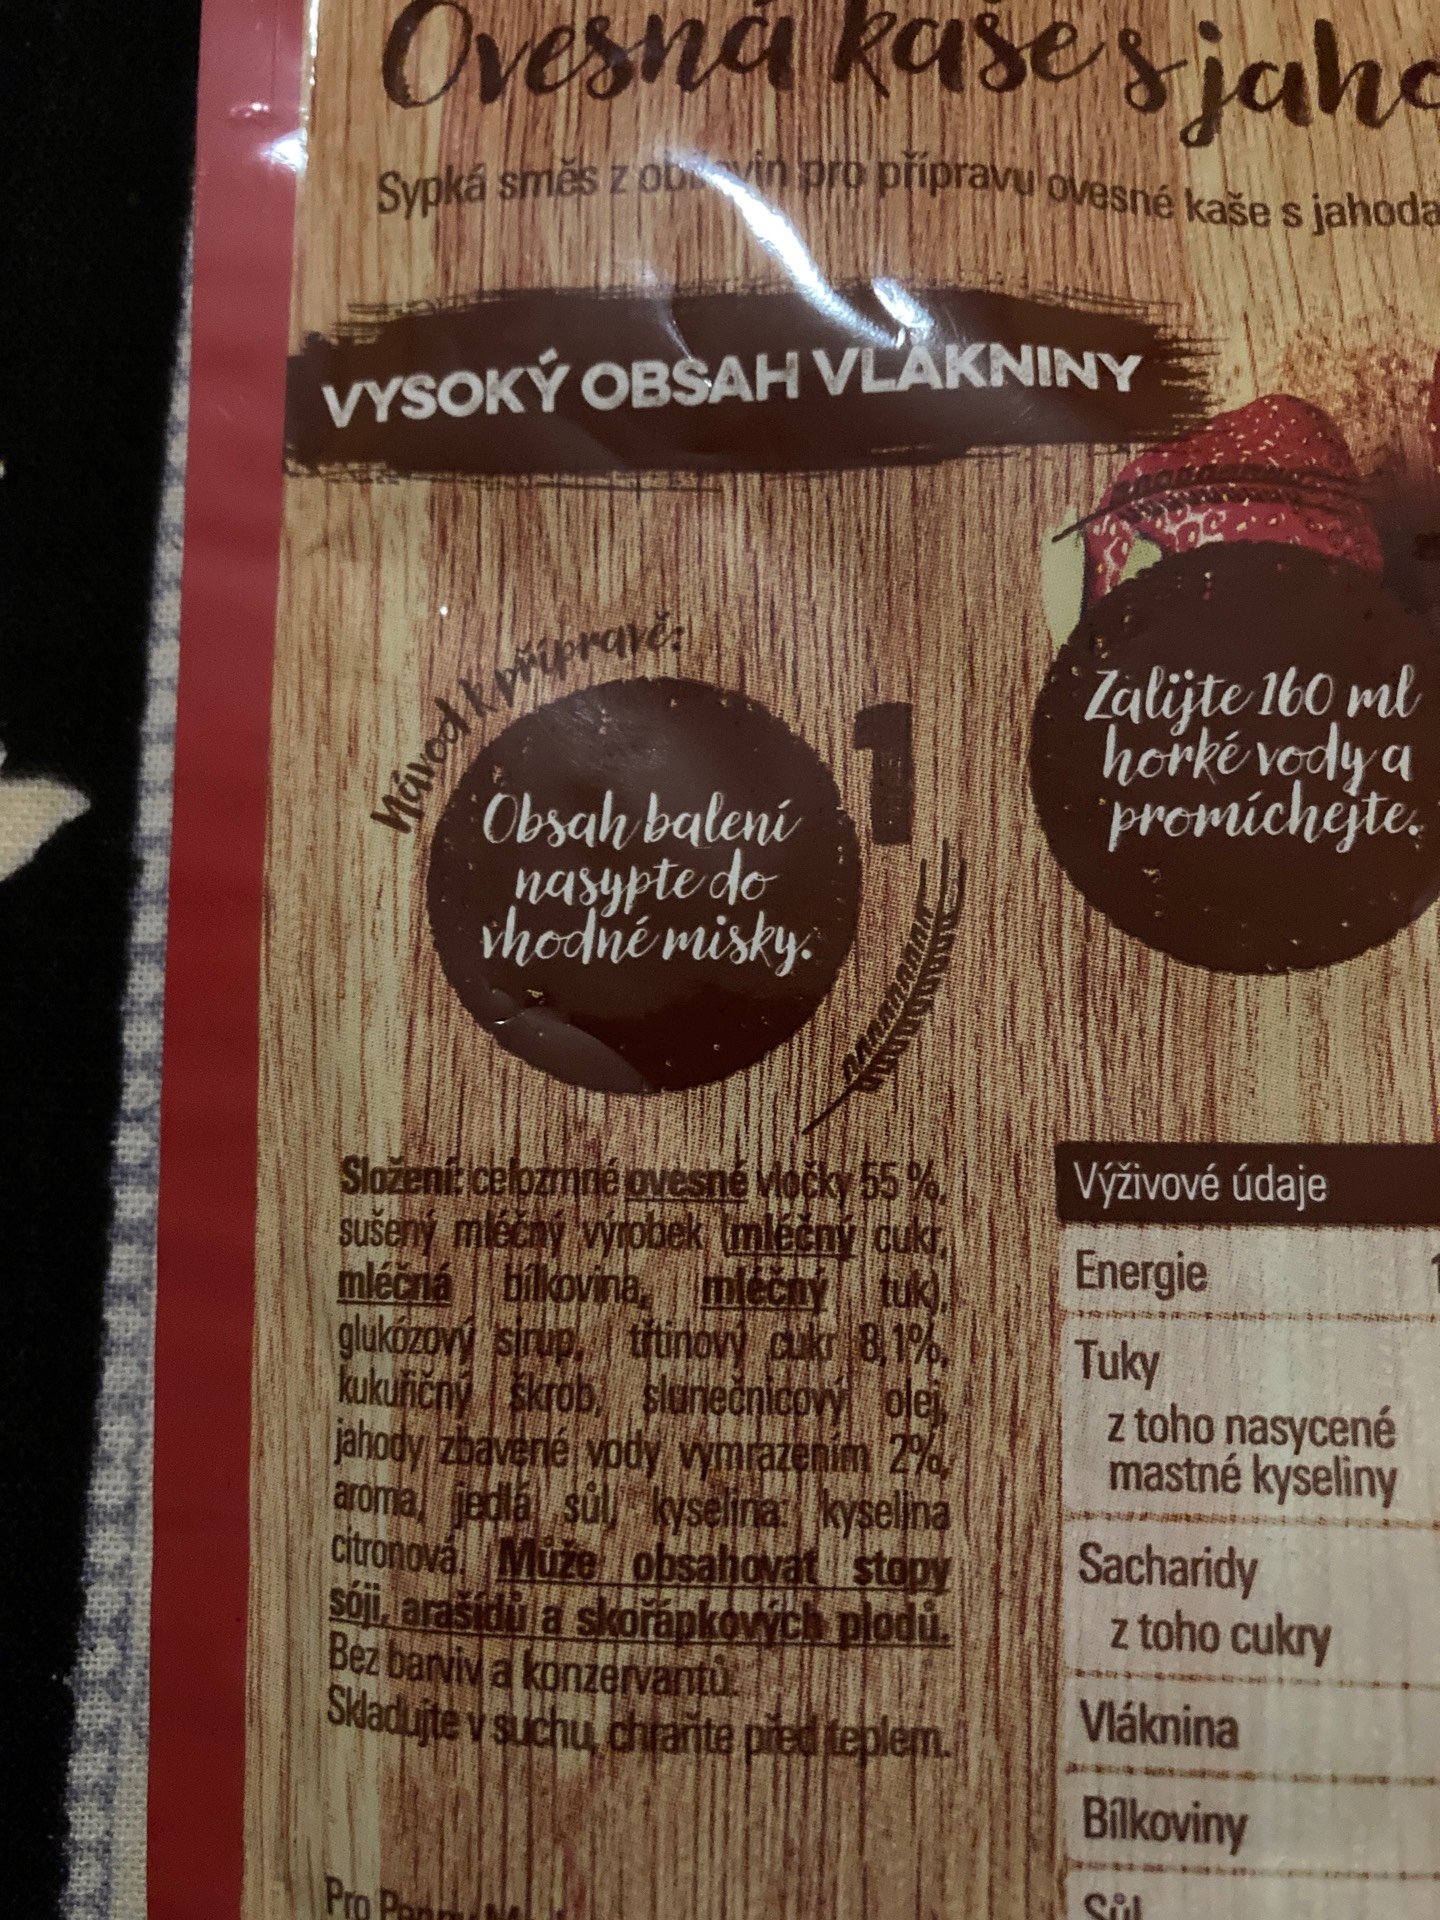 Ovesná kaše s jaho
Sypká směs z obilovin pro přípravu ovesné kaše s jahoda
VYSOKÝ OBSAH VLÁKNINY
Návod k přípravě:
1
Obsah balení
nasypte do
vhodné misky.
Zalijte 160 ml
horké vody a
promíchejte.
Složení: celozrnné ovesné vločky 55 %,
sušený mléčný výrobek (mléčný cukr,
mléčná bílkovina, mléčný tuk),
glukózový sirup, třtinový cukr 8,1%,
kukuřičný škrob, slunečnicový olej,
jahody zbavené vody vymrazením 2%,
aroma, jedlá sůl, kyselina: kyselina
citronová. Může obsahovat stopy
sóji, arašídů a skořápkových plodů.
Bez barviv a konzervantů.
Skladujte v suchu, chraňte před teplem.
Pro Penny
Výživové údaje
Energie 1
Tuky
z toho nasycené
mastné kyseliny
Sacharidy
z toho cukry
Vláknina
Bílkoviny
Sůl